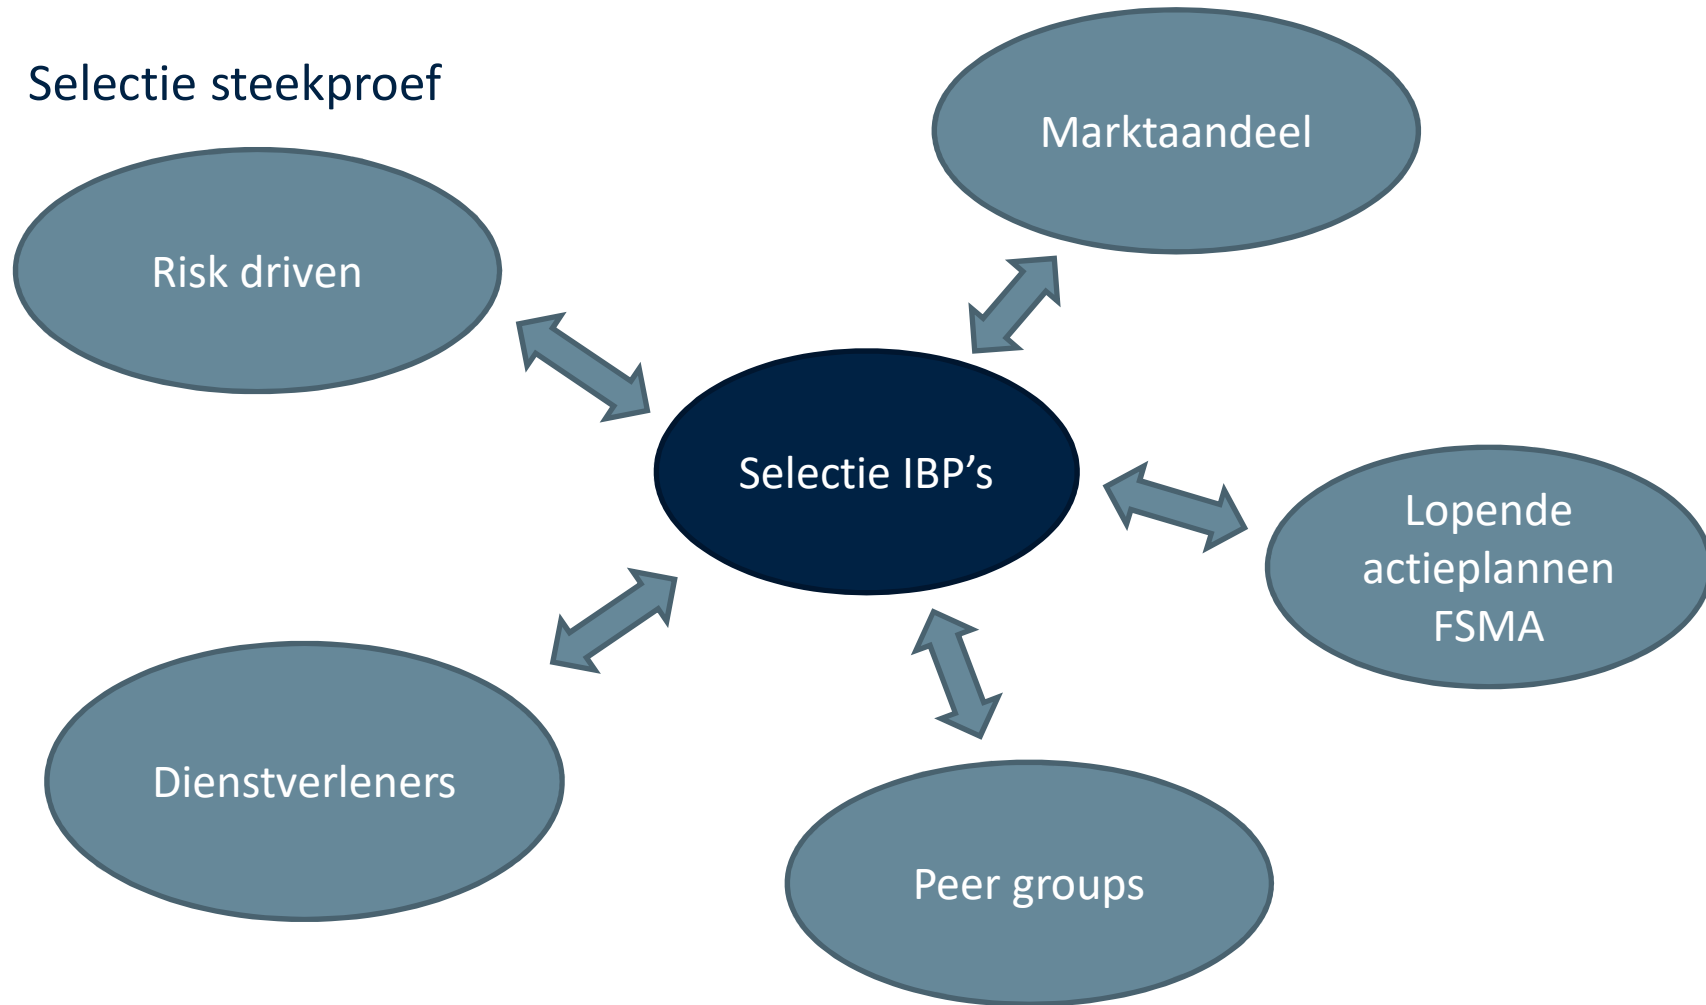 Selectie steekproef
Marktaandeel
Risk driven
Selectie IBP’s
Lopende
actieplannen
FSMA
Dienstverleners
Peer groups